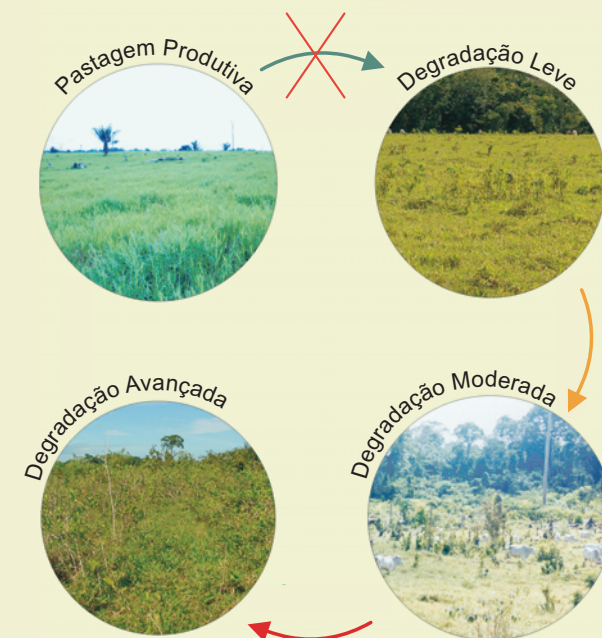 Pastagem Produtiva
Degradação Leve
Degradação Avançada
Degradação Moderada